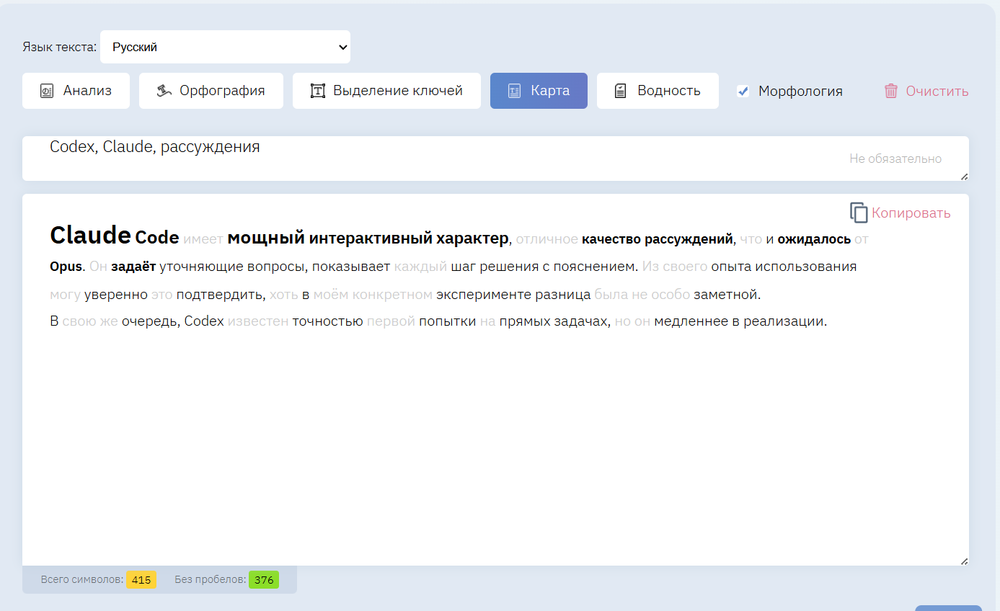 Язык текста: Русский
Анализ Орфография Выделение ключей Карта Водность Морфология Очистить
Codex, Claude, рассуждения
Не обязательно
Копировать
Claude Code имеет мощный интерактивный характер, отличное качество рассуждений, что и ожидалось от
Opus. Он задаёт уточняющие вопросы, показывает каждый шаг решения с пояснением. Из своего опыта использования
могу уверенно это подтвердить, хоть в моём конкретном эксперименте разница была не особо заметной.
В свою же очередь, Codex известен точностью первой попытки на прямых задачах, но он медленнее в реализации.
Всего символов: 415 Без пробелов: 376